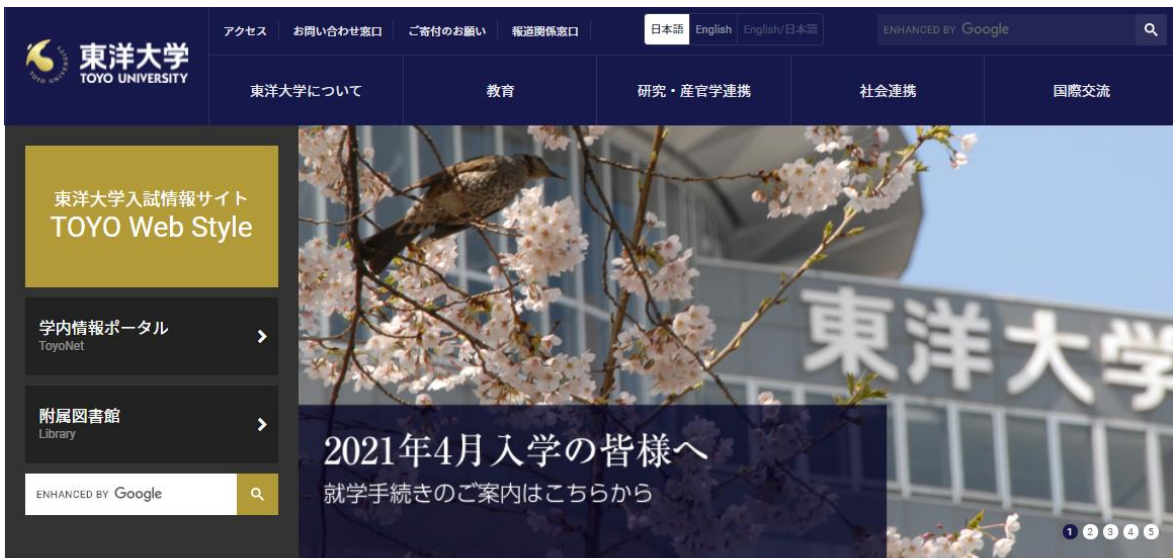 東洋大学
TOYO UNIVERSITY
アクセス
お問い合わせ窓口
ご寄付のお願い
報道関係窓口
日本語
English
English/日本語
ENHANCED BY Google
東洋大学について
教育
研究・産官学連携
社会連携
国際交流
東洋大学入試情報サイト
TOYO Web Style
学内情報ポータル
ToyoNet
附属図書館
Library
ENHANCED BY Google
東洋大学
2021年4月入学の皆様へ
就学手続きのご案内はこちらから
1 2 3 4 5